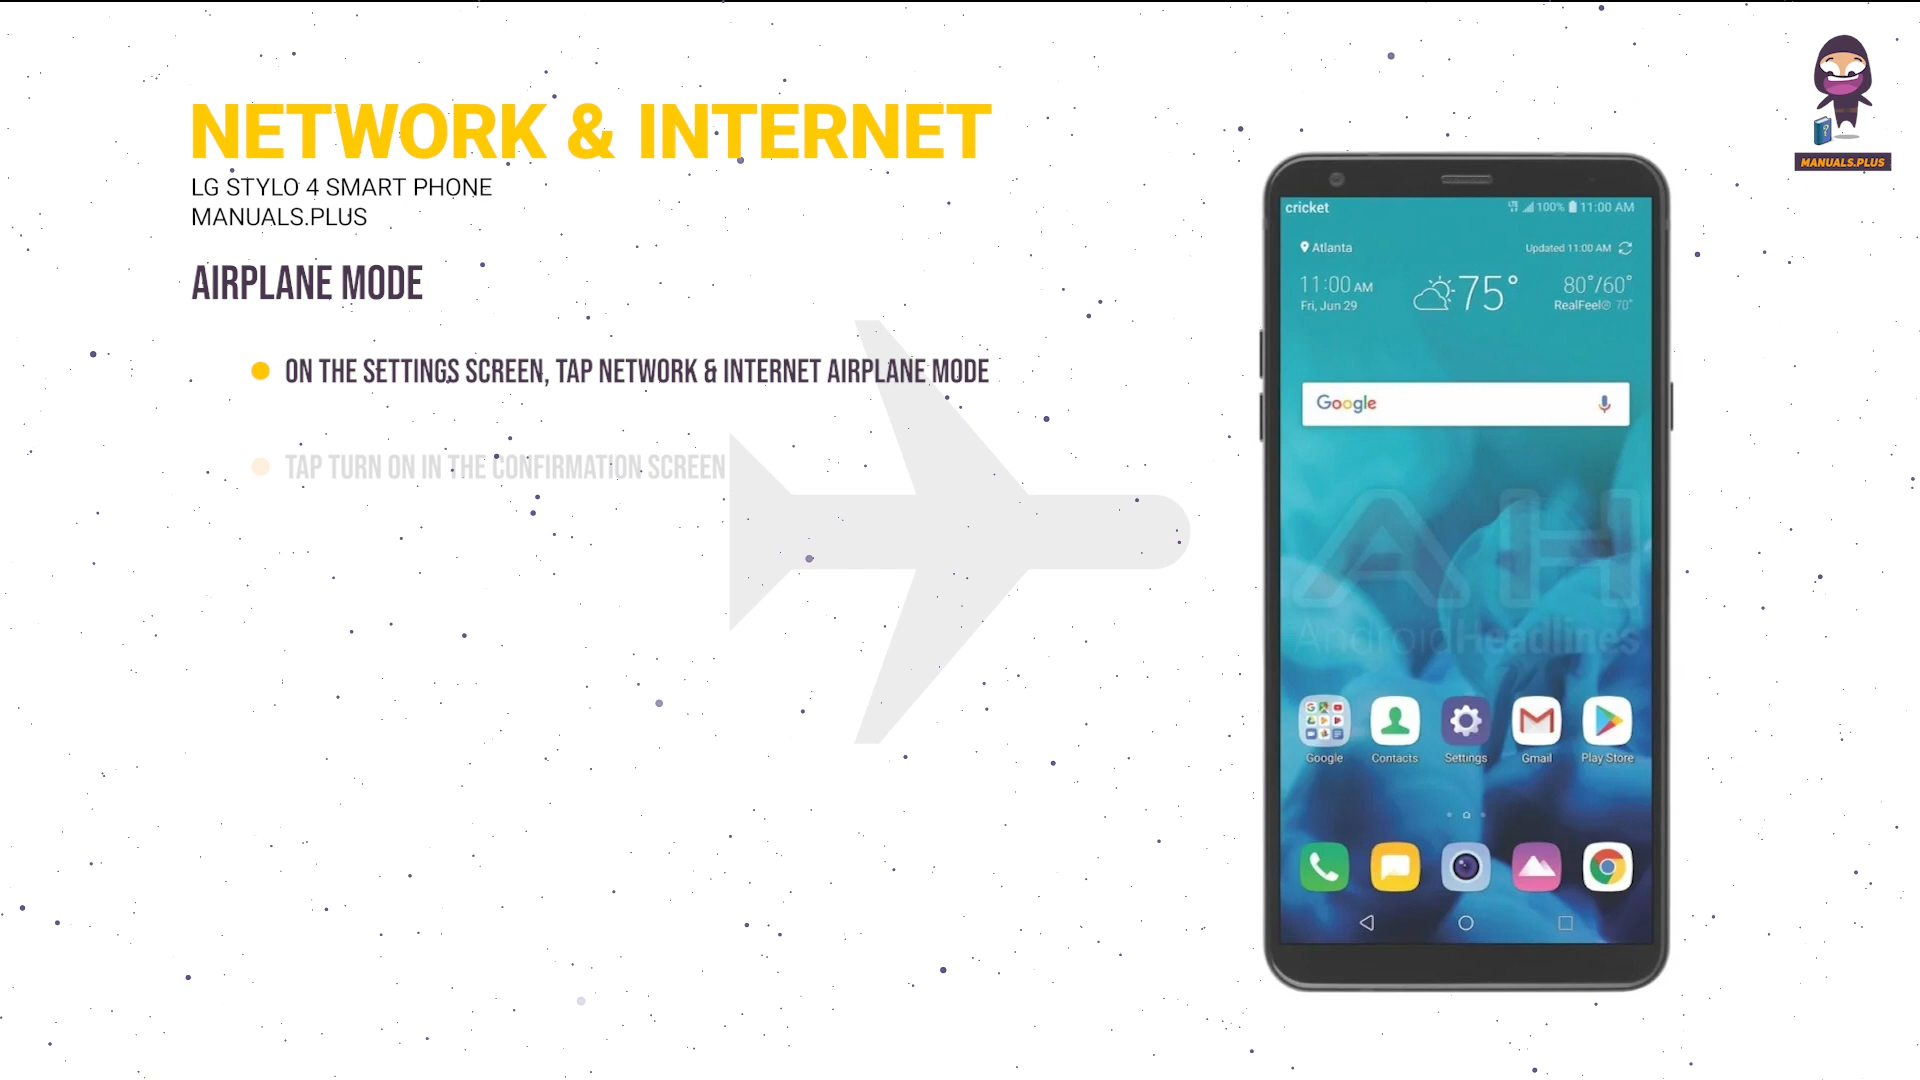 NETWORK & INTERNET
LG STYLO 4 SMART PHONE
MANUALS.PLUS
AIRPLANE MODE
ON THE SETTINGS SCREEN, TAP NETWORK & INTERNET AIRPLANE MODE
TAP TURN ON IN THE CONFIRMATION SCREEN
MANUALS.PLUS
cricket
LTE 100% 11:00 AM
Atlanta
Updated 11:00 AM
11:00 AM
75°
80°/60°
Fri, Jun 29
RealFeel® 70°
Google
AH
AndroidHeadlines
Google
Contacts
Settings
Gmail
Play Store